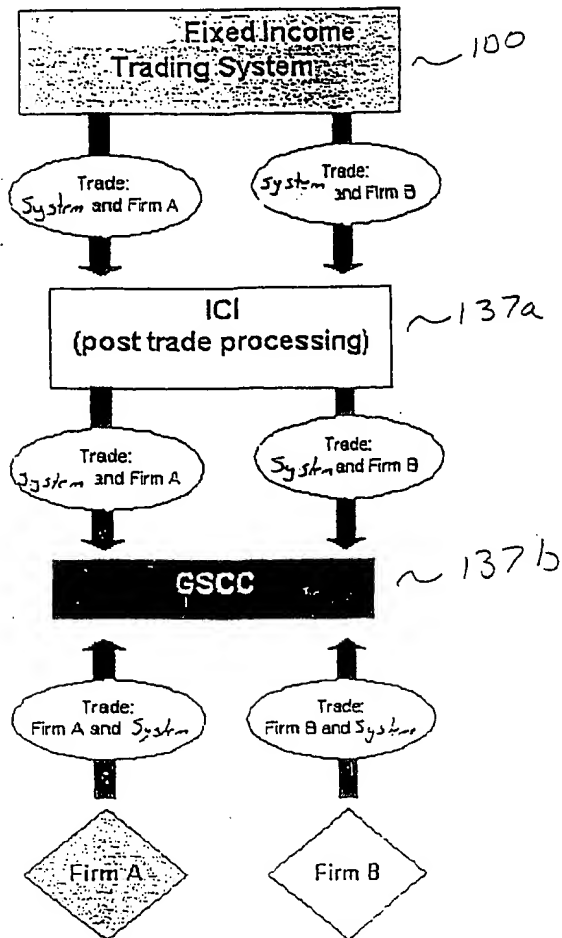 Fixed Income
Trading System
100
Trade:
System and Firm A
Trade:
System and Firm B
ICI
(post trade processing)
137a
Trade:
System and Firm A
Trade:
System and Firm B
GSCC
137b
Trade:
Firm A and System
Trade:
Firm B and System
Firm A
Firm B